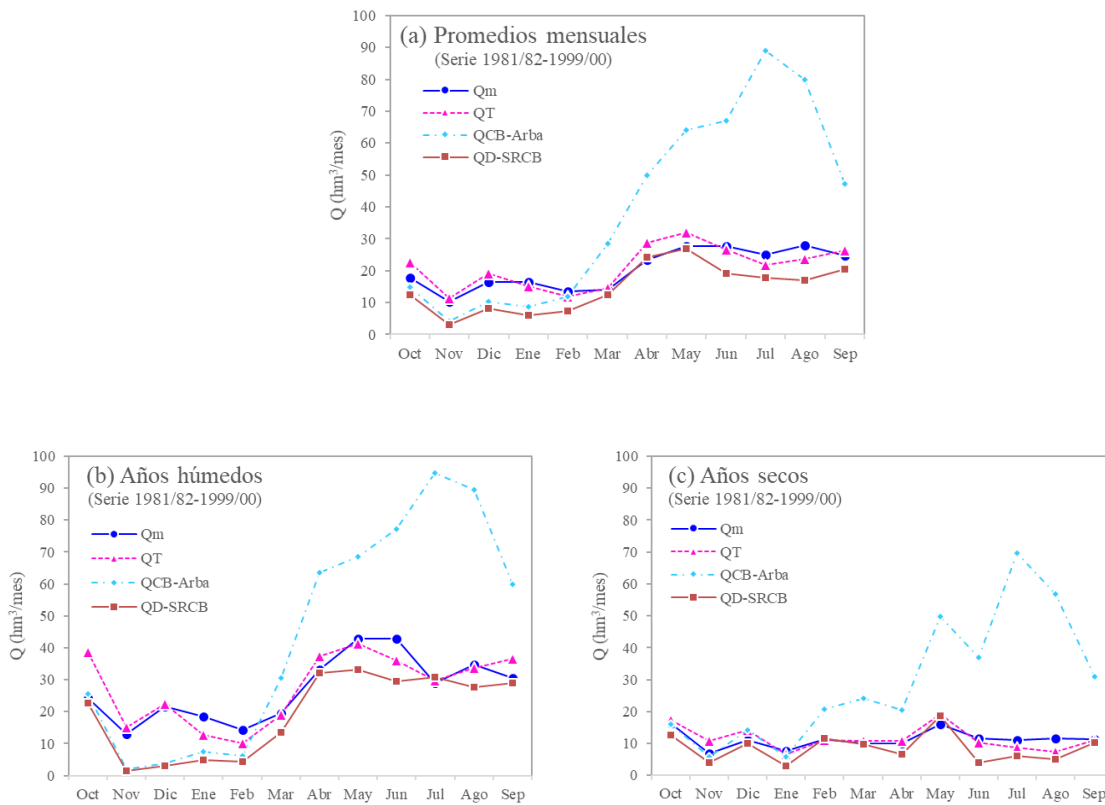 (a) Promedios mensuales
(Serie 1981/82-1999/00)
Qm
QT
QCB-Arba
QD-SRCB
Q (hm³/mes)
100
90
80
70
60
50
40
30
20
10
0
Oct Nov Dic Ene Feb Mar Abr May Jun Jul Ago Sep
(b) Años húmedos
(Serie 1981/82-1999/00)
Qm
QT
QCB-Arba
QD-SRCB
Q (hm³/mes)
100
90
80
70
60
50
40
30
20
10
0
Oct Nov Dic Ene Feb Mar Abr May Jun Jul Ago Sep
(c) Años secos
(Serie 1981/82-1999/00)
Qm
QT
QCB-Arba
QD-SRCB
Q (hm³/mes)
100
90
80
70
60
50
40
30
20
10
0
Oct Nov Dic Ene Feb Mar Abr May Jun Jul Ago Sep